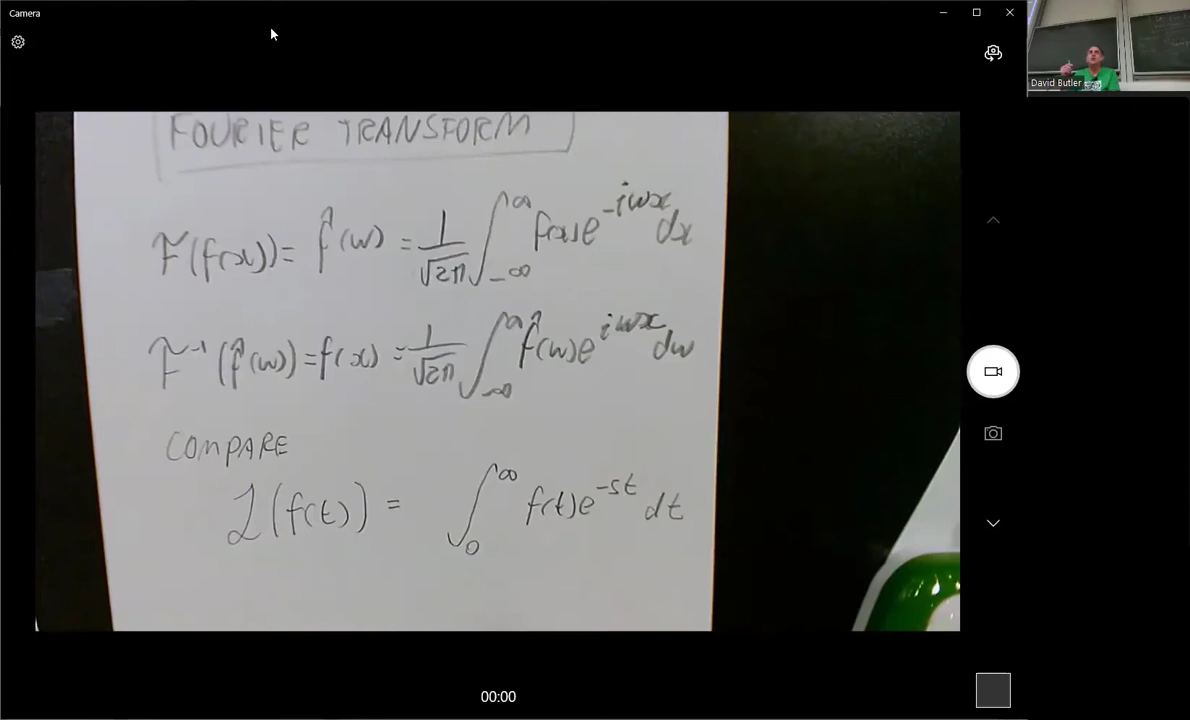 Camera
David Butler
FOURIER TRANSFORM
F(f(x)) = f̂(w) = 1/√2π ∫_-∞^∞ f(x)e^-iwx dx
F^-1(f̂(w)) = f(x) = 1/√2π ∫_-∞^∞ f̂(w)e^iwx dw
COMPARE
L(f(t)) = ∫_0^∞ f(t)e^-st dt
00:00